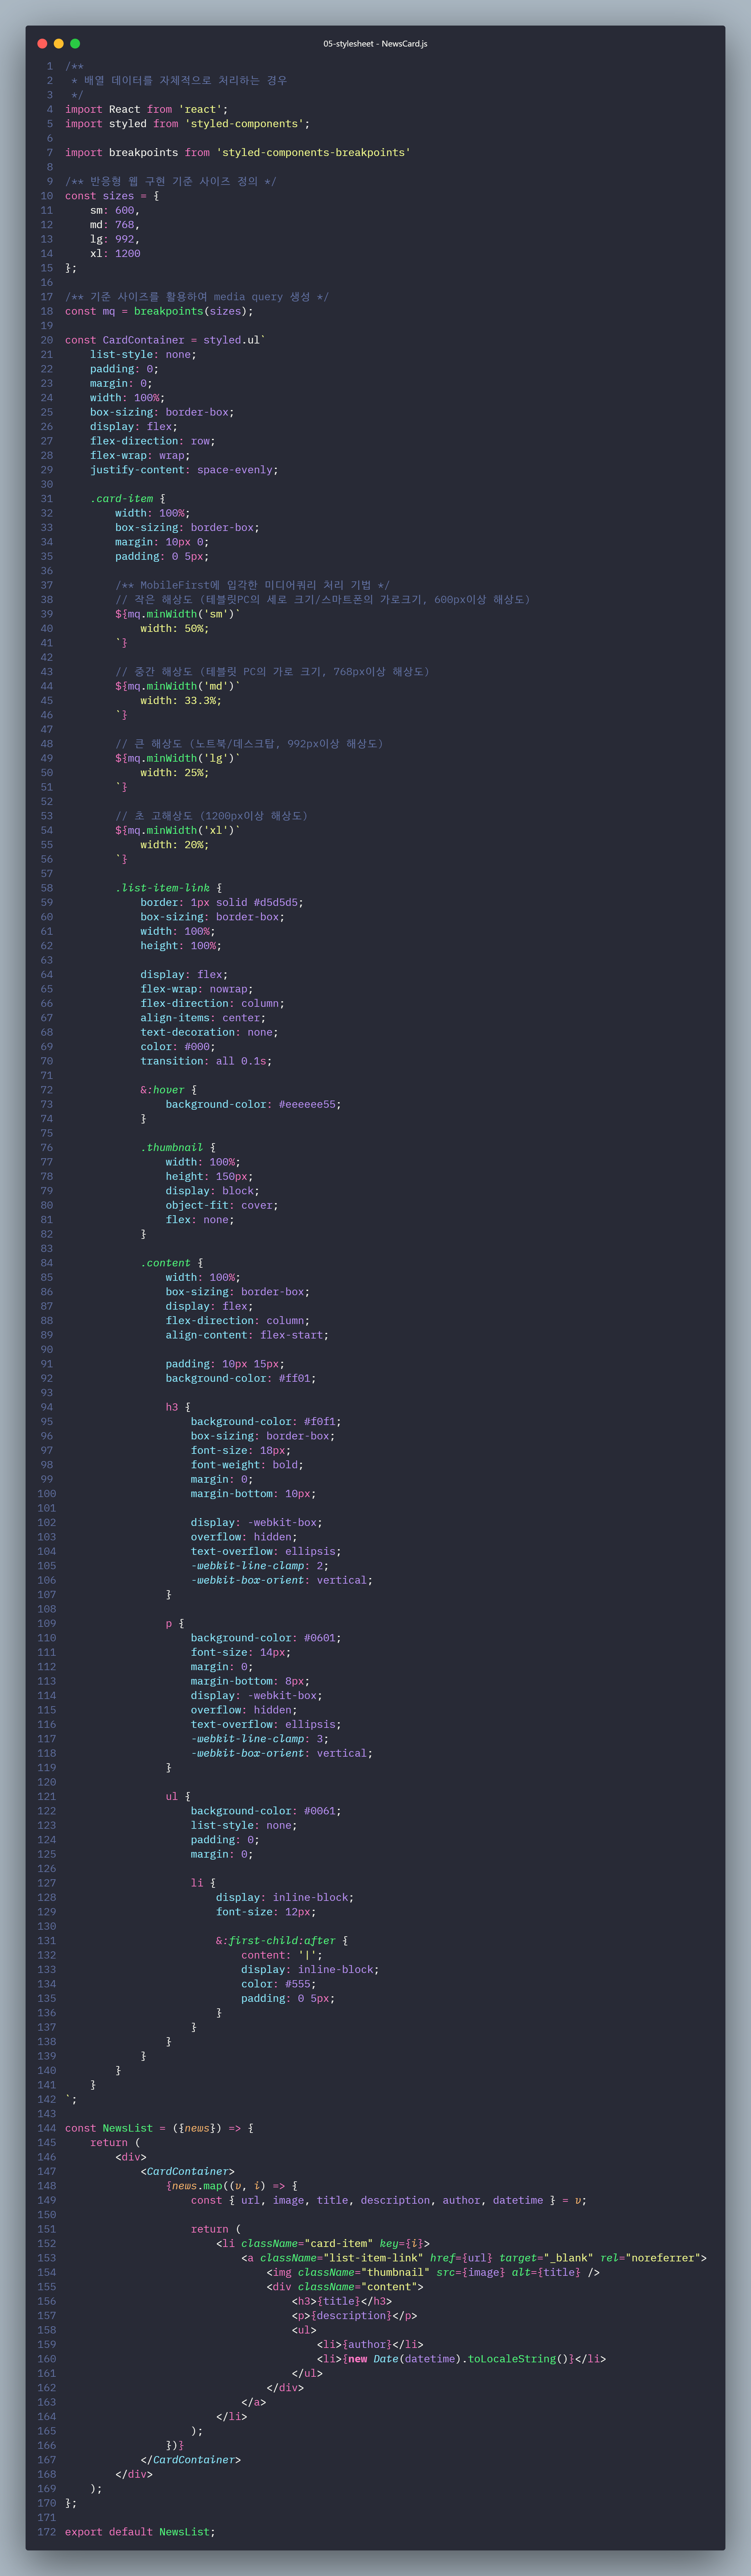 05-stylesheet - NewsCard.js
1 /**
2  * 배열 데이터를 자체적으로 처리하는 경우
3  */
4 import React from 'react';
5 import styled from 'styled-components';
6
7 import breakpoints from 'styled-components-breakpoints'
8
9 /** 반응형 웹 구현 기준 사이즈 정의 */
10 const sizes = {
11     sm: 600,
12     md: 768,
13     lg: 992,
14     xl: 1200
15 };
16
17 /** 기준 사이즈를 활용하여 media query 생성 */
18 const mq = breakpoints(sizes);
19
20 const CardContainer = styled.ul`
21     list-style: none;
22     padding: 0;
23     margin: 0;
24     width: 100%;
25     box-sizing: border-box;
26     display: flex;
27     flex-direction: row;
28     flex-wrap: wrap;
29     justify-content: space-evenly;
30
31     .card-item {
32         width: 100%;
33         box-sizing: border-box;
34         margin: 10px 0;
35         padding: 0 5px;
36
37         /** MobileFirst에 입각한 미디어쿼리 처리 기법 */
38         // 작은 해상도 (태블릿PC의 세로 크기/스마트폰의 가로크기, 600px이상 해상도)
39         ${mq.minWidth('sm')`
40             width: 50%;
41         `}
42
43         // 중간 해상도 (태블릿 PC의 가로 크기, 768px이상 해상도)
44         ${mq.minWidth('md')`
45             width: 33.3%;
46         `}
47
48         // 큰 해상도 (노트북/데스크탑, 992px이상 해상도)
49         ${mq.minWidth('lg')`
50             width: 25%;
51         `}
52
53         // 초 고해상도 (1200px이상 해상도)
54         ${mq.minWidth('xl')`
55             width: 20%;
56         `}
57
58         .list-item-link {
59             border: 1px solid #d5d5d5;
60             box-sizing: border-box;
61             width: 100%;
62             height: 100%;
63
64             display: flex;
65             flex-wrap: nowrap;
66             flex-direction: column;
67             align-items: center;
68             text-decoration: none;
69             color: #000;
70             transition: all 0.1s;
71
72             &:hover {
73                 background-color: #eeeeee55;
74             }
75
76             .thumbnail {
77                 width: 100%;
78                 height: 150px;
79                 display: block;
80                 object-fit: cover;
81                 flex: none;
82             }
83
84             .content {
85                 width: 100%;
86                 box-sizing: border-box;
87                 display: flex;
88                 flex-direction: column;
89                 align-content: flex-start;
90
91                 padding: 10px 15px;
92                 background-color: #ff01;
93
94                 h3 {
95                     background-color: #f0f1;
96                     box-sizing: border-box;
97                     font-size: 18px;
98                     font-weight: bold;
99                     margin: 0;
100                     margin-bottom: 10px;
101
102                     display: -webkit-box;
103                     overflow: hidden;
104                     text-overflow: ellipsis;
105                     -webkit-line-clamp: 2;
106                     -webkit-box-orient: vertical;
107                 }
108
109                 p {
110                     background-color: #0601;
111                     font-size: 14px;
112                     margin: 0;
113                     margin-bottom: 8px;
114                     display: -webkit-box;
115                     overflow: hidden;
116                     text-overflow: ellipsis;
117                     -webkit-line-clamp: 3;
118                     -webkit-box-orient: vertical;
119                 }
120
121                 ul {
122                     background-color: #0061;
123                     list-style: none;
124                     padding: 0;
125                     margin: 0;
126
127                     li {
128                         display: inline-block;
129                         font-size: 12px;
130
131                         &:first-child:after {
132                             content: '|';
133                             display: inline-block;
134                             color: #555;
135                             padding: 0 5px;
136                         }
137                     }
138                 }
139             }
140         }
141     }
142 `;
143
144 const NewsList = ({news}) => {
145     return (
146         <div>
147             <CardContainer>
148                 {news.map((v, i) => {
149                     const { url, image, title, description, author, datetime } = v;
150
151                     return (
152                         <li className="card-item" key={i}>
153                             <a className="list-item-link" href={url} target="_blank" rel="noreferrer">
154                                 <img className="thumbnail" src={image} alt={title} />
155                                 <div className="content">
156                                     <h3>{title}</h3>
157                                     <p>{description}</p>
158                                     <ul>
159                                         <li>{author}</li>
160                                         <li>{new Date(datetime).toLocaleString()}</li>
161                                     </ul>
162                                 </div>
163                             </a>
164                         </li>
165                     );
166                 })}
167             </CardContainer>
168         </div>
169     );
170 };
171
172 export default NewsList;